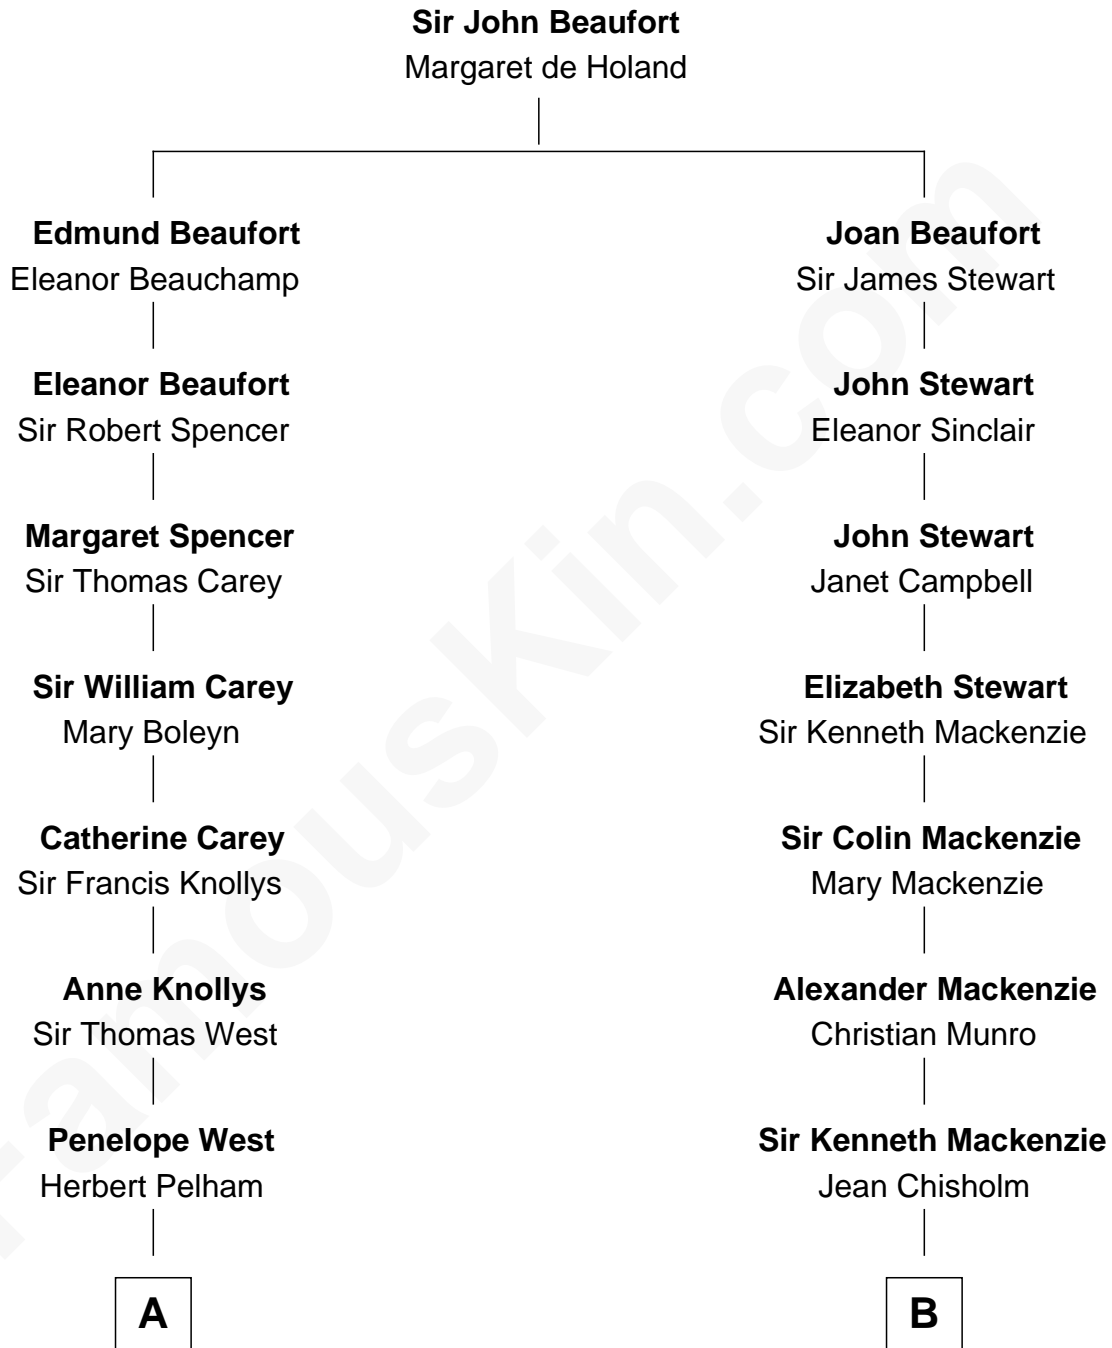 Sir John Beaufort
Margaret de Holand
Edmund Beaufort
Eleanor Beauchamp
Joan Beaufort
Sir James Stewart
Eleanor Beaufort
Sir Robert Spencer
John Stewart
Eleanor Sinclair
Margaret Spencer
Sir Thomas Carey
John Stewart
Janet Campbell
Sir William Carey
Mary Boleyn
Elizabeth Stewart
Sir Kenneth Mackenzie
Catherine Carey
Sir Francis Knollys
Sir Colin Mackenzie
Mary Mackenzie
Anne Knollys
Sir Thomas West
Alexander Mackenzie
Christian Munro
Penelope West
Herbert Pelham
Sir Kenneth Mackenzie
Jean Chisholm
A
B
FamousKin.com